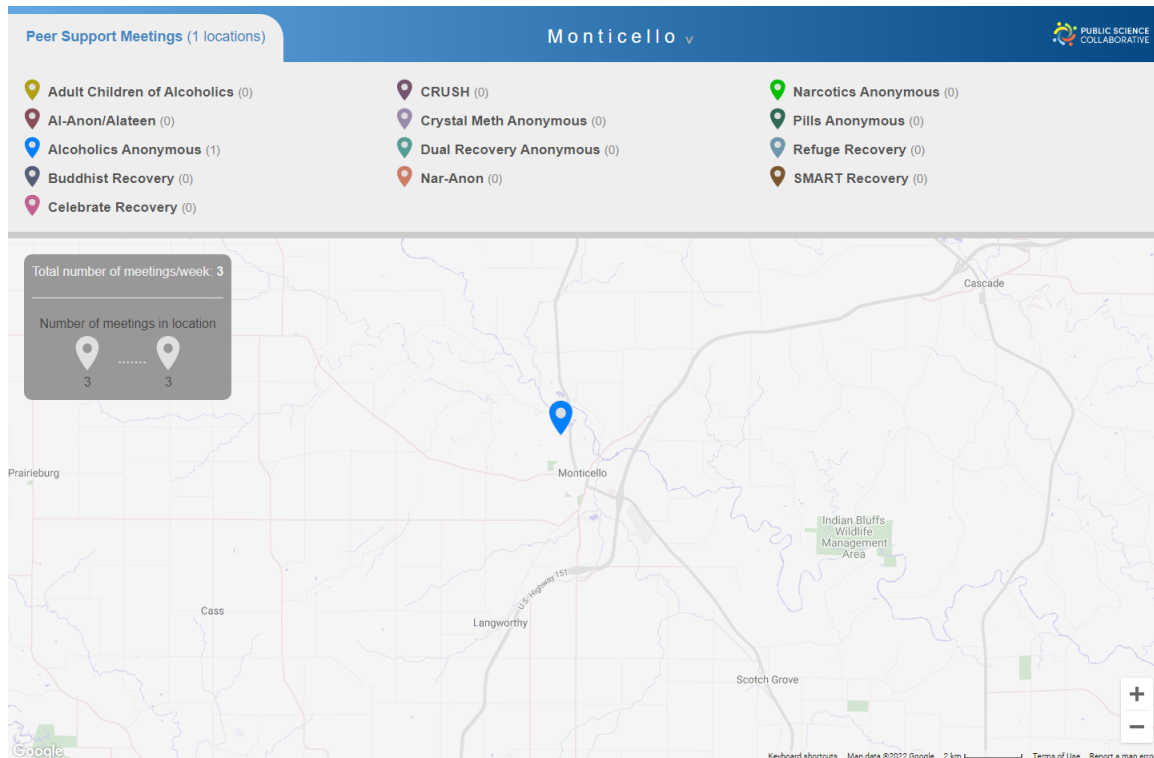 Peer Support Meetings (1 locations)
Monticello v
PUBLIC SCIENCE
COLLABORATIVE
Adult Children of Alcoholics (0)
Al-Anon/Alateen (0)
Alcoholics Anonymous (1)
Buddhist Recovery (0)
Celebrate Recovery (0)
CRUSH (0)
Crystal Meth Anonymous (0)
Dual Recovery Anonymous (0)
Nar-Anon (0)
Narcotics Anonymous (0)
Pills Anonymous (0)
Refuge Recovery (0)
SMART Recovery (0)
Total number of meetings/week: 3
Number of meetings in location
.......
3 3
Cascade
Prairieburg
Monticello
Indian Bluffs
Wildlife
Management
Area
U.S. Highway 151
Cass
Langworthy
Scotch Grove
+
−
Google
Keyboard shortcuts Map data ©2022 Google 2 km Terms of Use Report a map error